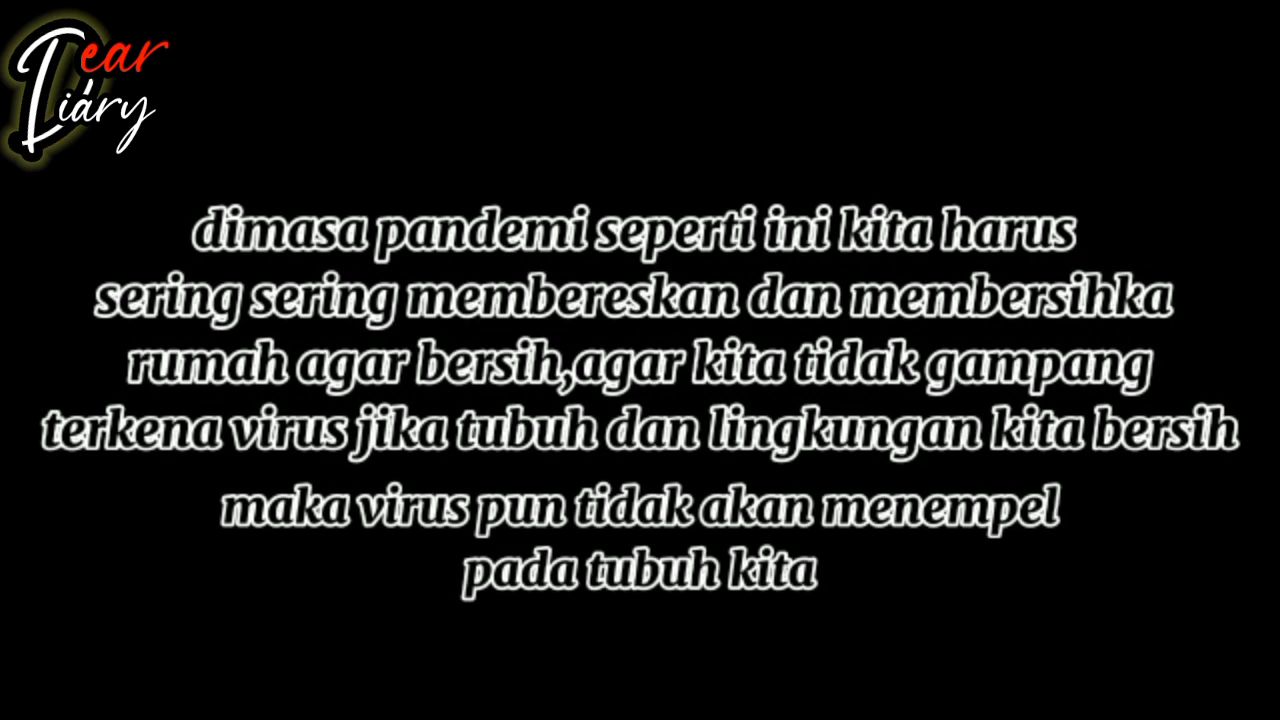 Dear
Diary
dimasa pandemi seperti ini kita harus
sering sering membereskan dan membersihka
rumah agar bersih,agar kita tidak gampang
terkena virus jika tubuh dan lingkungan kita bersih
maka virus pun tidak akan menempel
pada tubuh kita